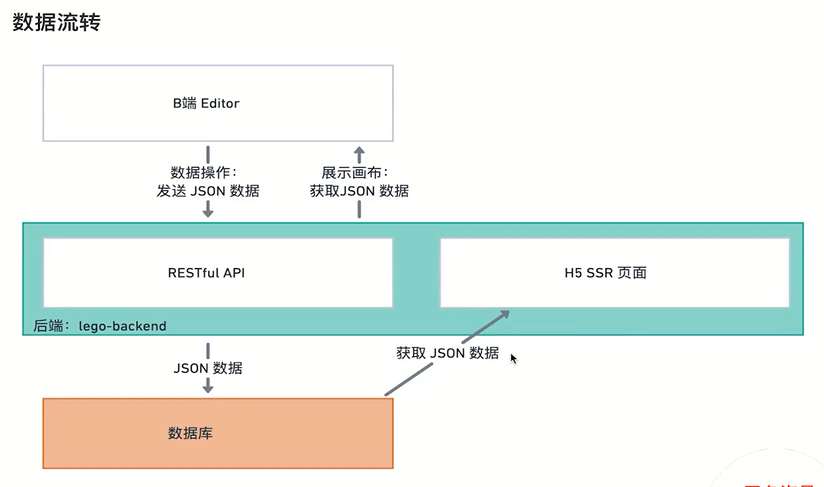 数据流转
B端 Editor
数据操作：
发送 JSON 数据
展示画布：
获取JSON 数据
RESTful API
H5 SSR 页面
后端：lego-backend
JSON 数据
获取 JSON 数据
数据库